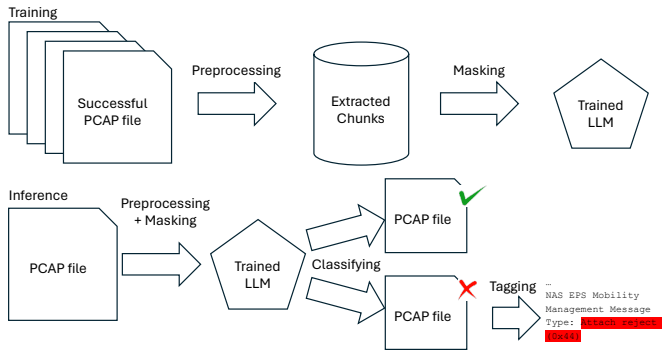 Training
Successful
PCAP file
Preprocessing
Extracted
Chunks
Masking
Trained
LLM
Inference
PCAP file
Preprocessing
+ Masking
Trained
LLM
Classifying
PCAP file
PCAP file
Tagging
…
NAS EPS Mobility
Management Message
Type: Attach reject
(0x44)